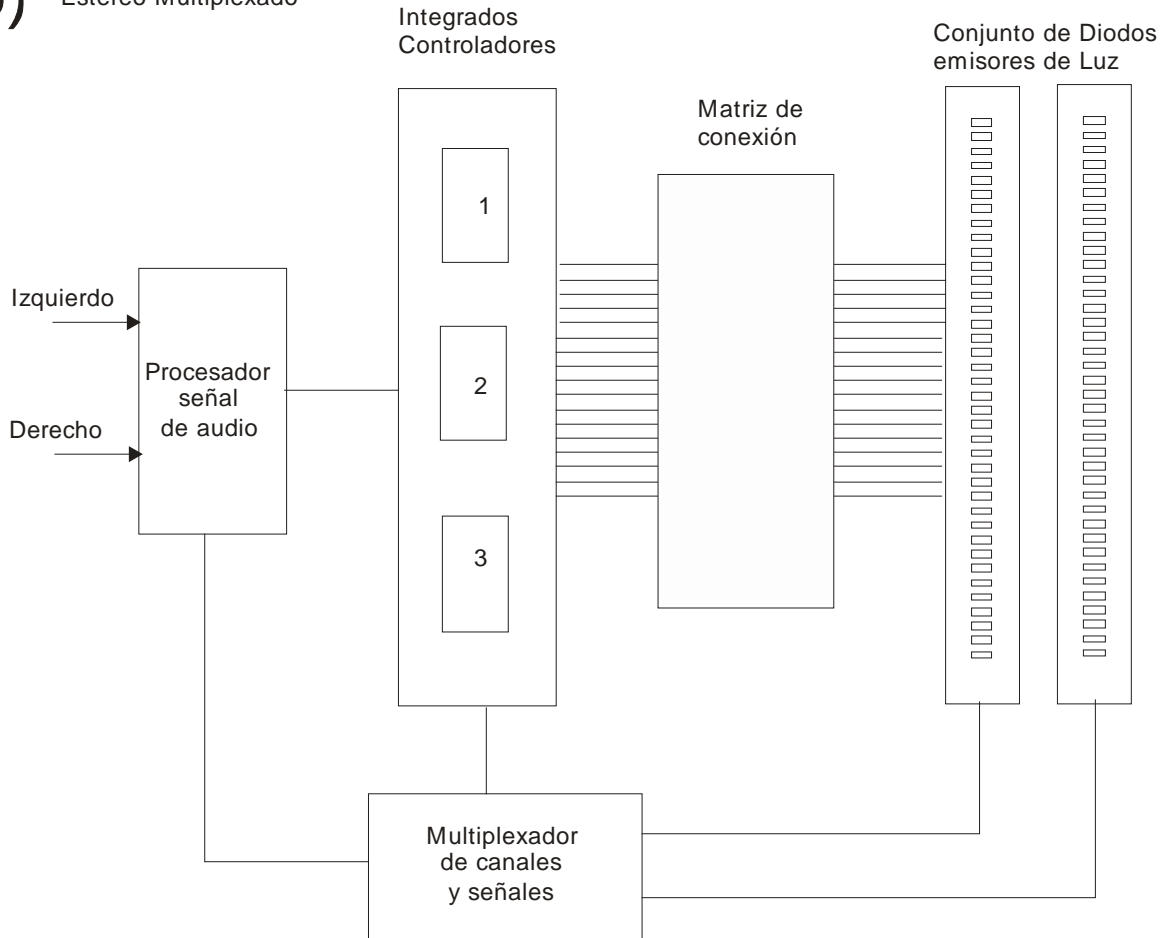 Estéreo Multiplexado
Integrados
Controladores
Conjunto de Diodos
emisores de Luz
Matriz de
conexión
1
Izquierdo
Procesador
señal
de audio
2
Derecho
3
Multiplexador
de canales
y señales